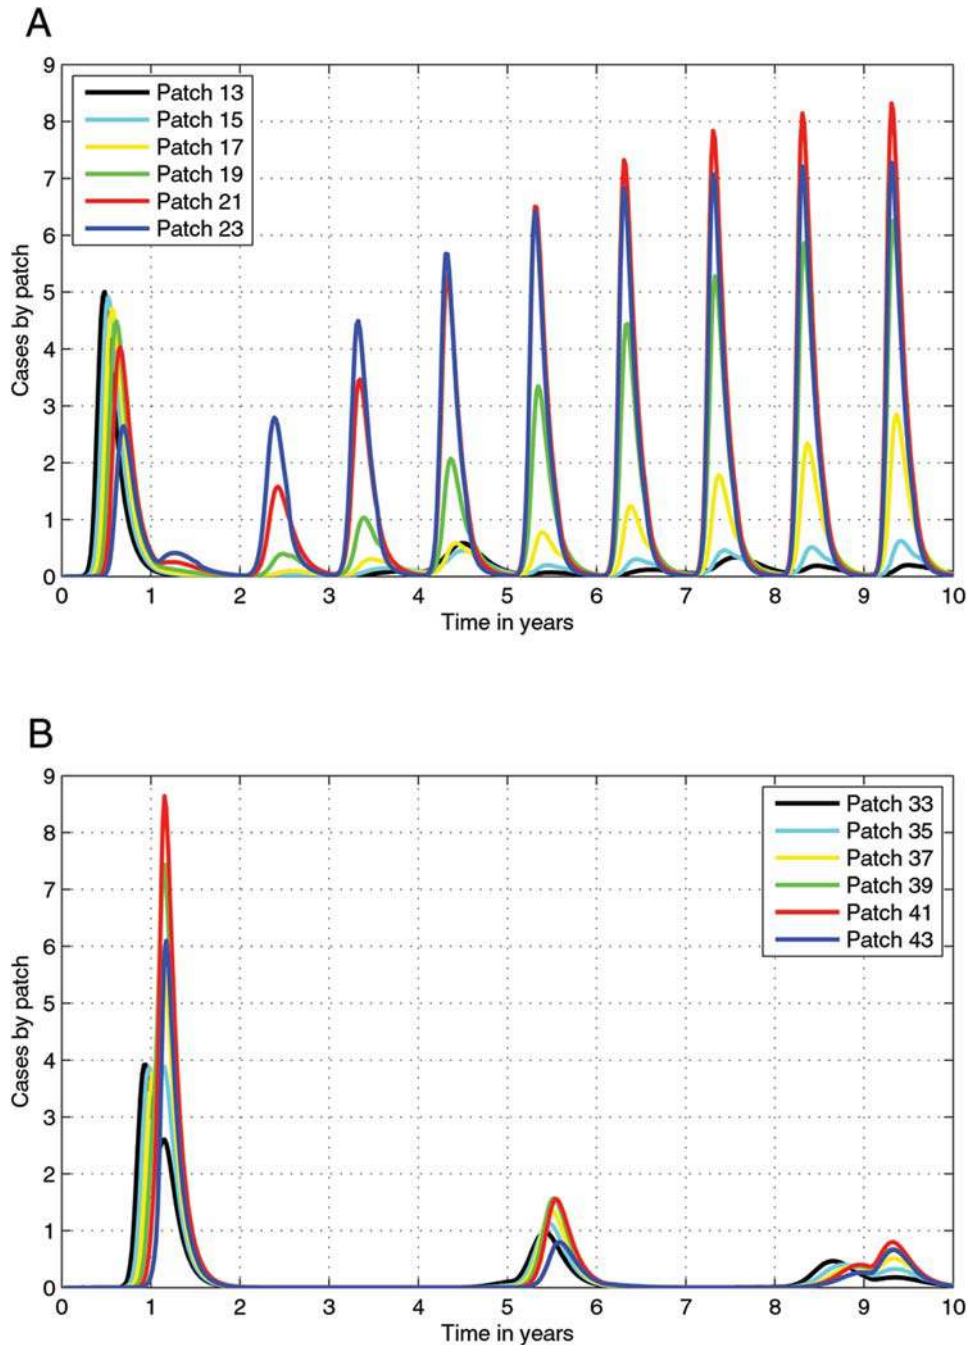 A
Cases by patch
9
8
7
6
5
4
3
2
1
0
Patch 13
Patch 15
Patch 17
Patch 19
Patch 21
Patch 23
0 1 2 3 4 5 6 7 8 9 10
Time in years
B
Cases by patch
9
8
7
6
5
4
3
2
1
0
Patch 33
Patch 35
Patch 37
Patch 39
Patch 41
Patch 43
0 1 2 3 4 5 6 7 8 9 10
Time in years